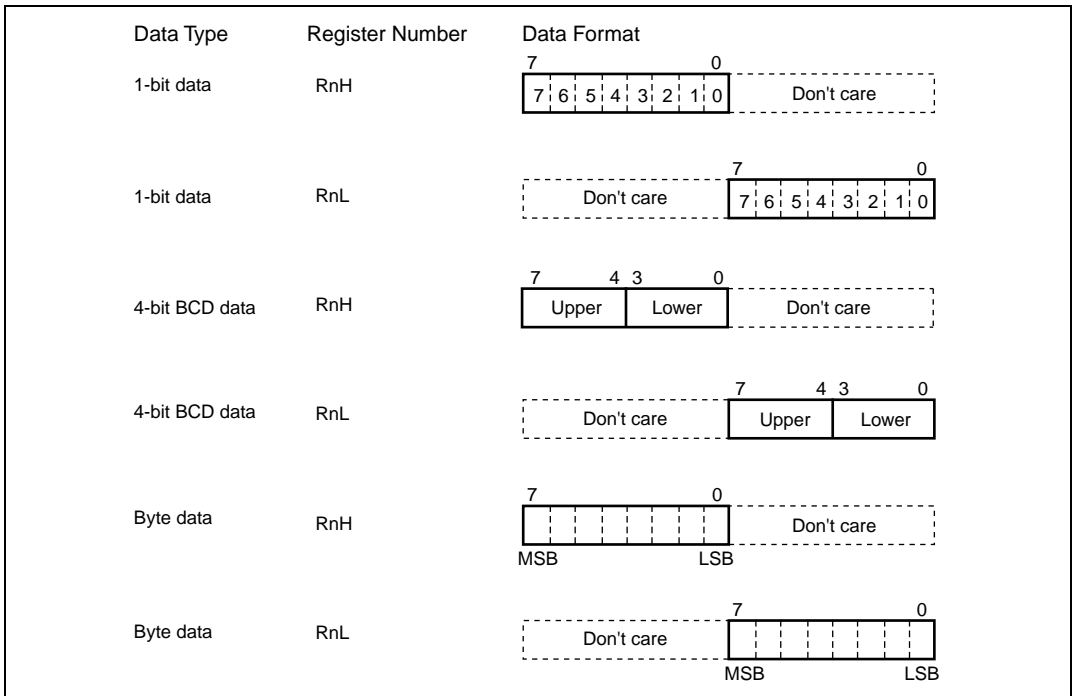 Data Type Register Number Data Format
7 0
1-bit data RnH 7 6 5 4 3 2 1 0 Don't care
7 0
1-bit data RnL Don't care 7 6 5 4 3 2 1 0
7 4 3 0
4-bit BCD data RnH Upper Lower Don't care
7 4 3 0
4-bit BCD data RnL Don't care Upper Lower
7 0
Byte data RnH Don't care
MSB LSB
7 0
Byte data RnL Don't care
MSB LSB